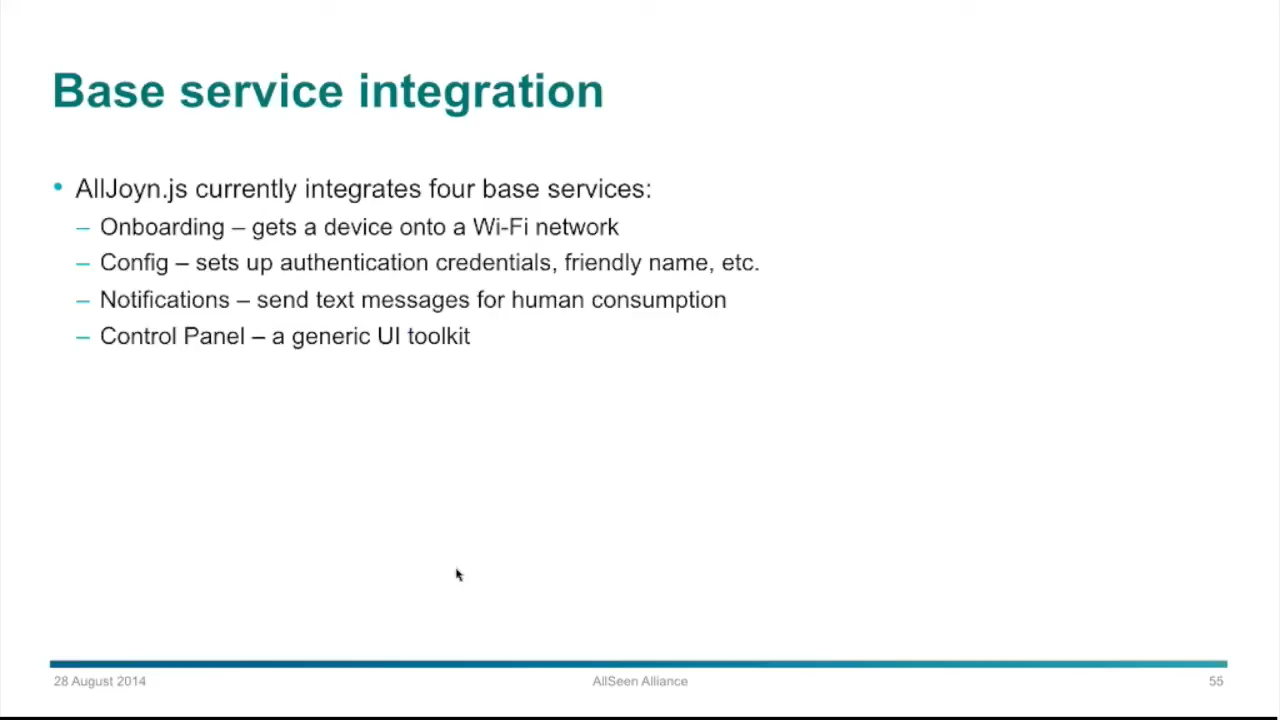 Base service integration
• AllJoyn.js currently integrates four base services:
– Onboarding – gets a device onto a Wi-Fi network
– Config – sets up authentication credentials, friendly name, etc.
– Notifications – send text messages for human consumption
– Control Panel – a generic UI toolkit
28 August 2014
AllSeen Alliance
55